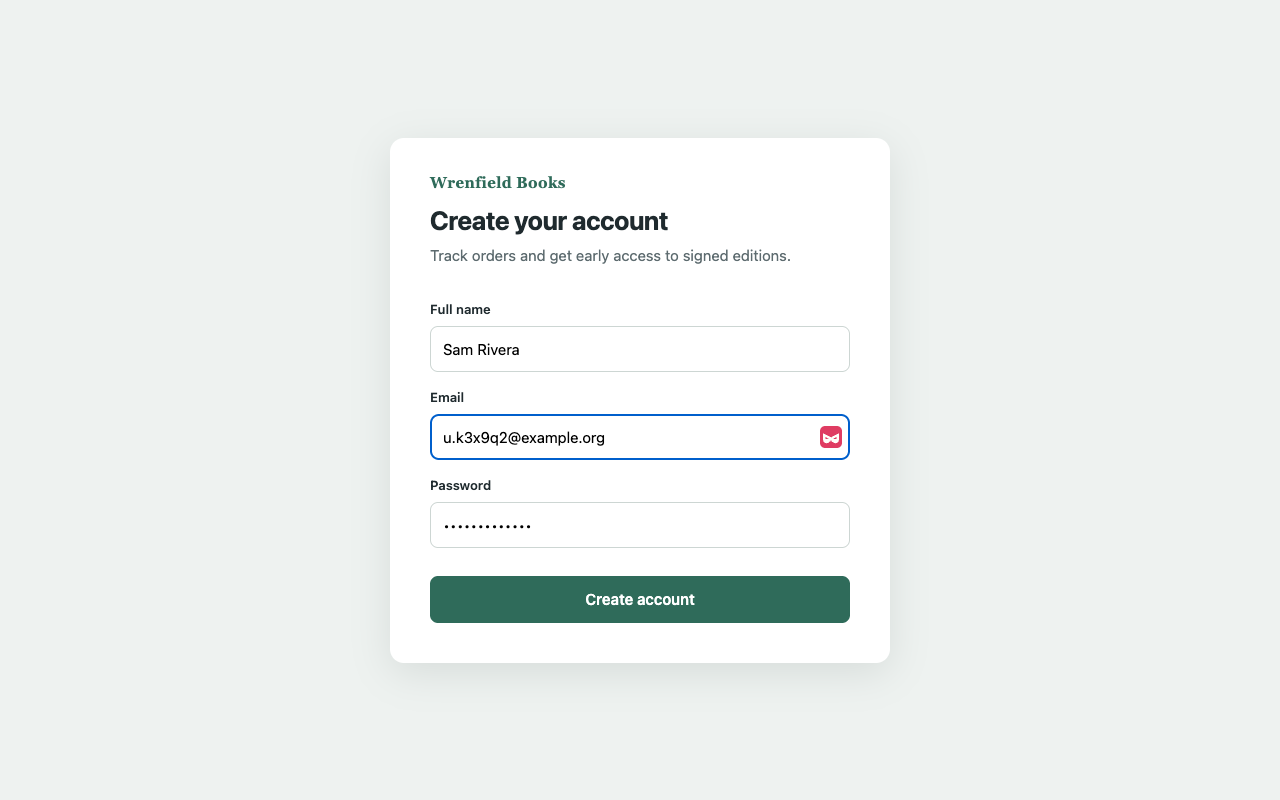 Wrenfield Books
Create your account
Track orders and get early access to signed editions.
Full name
Sam Rivera
Email
u.k3x9q2@example.org
Password
•••••••••••••
Create account